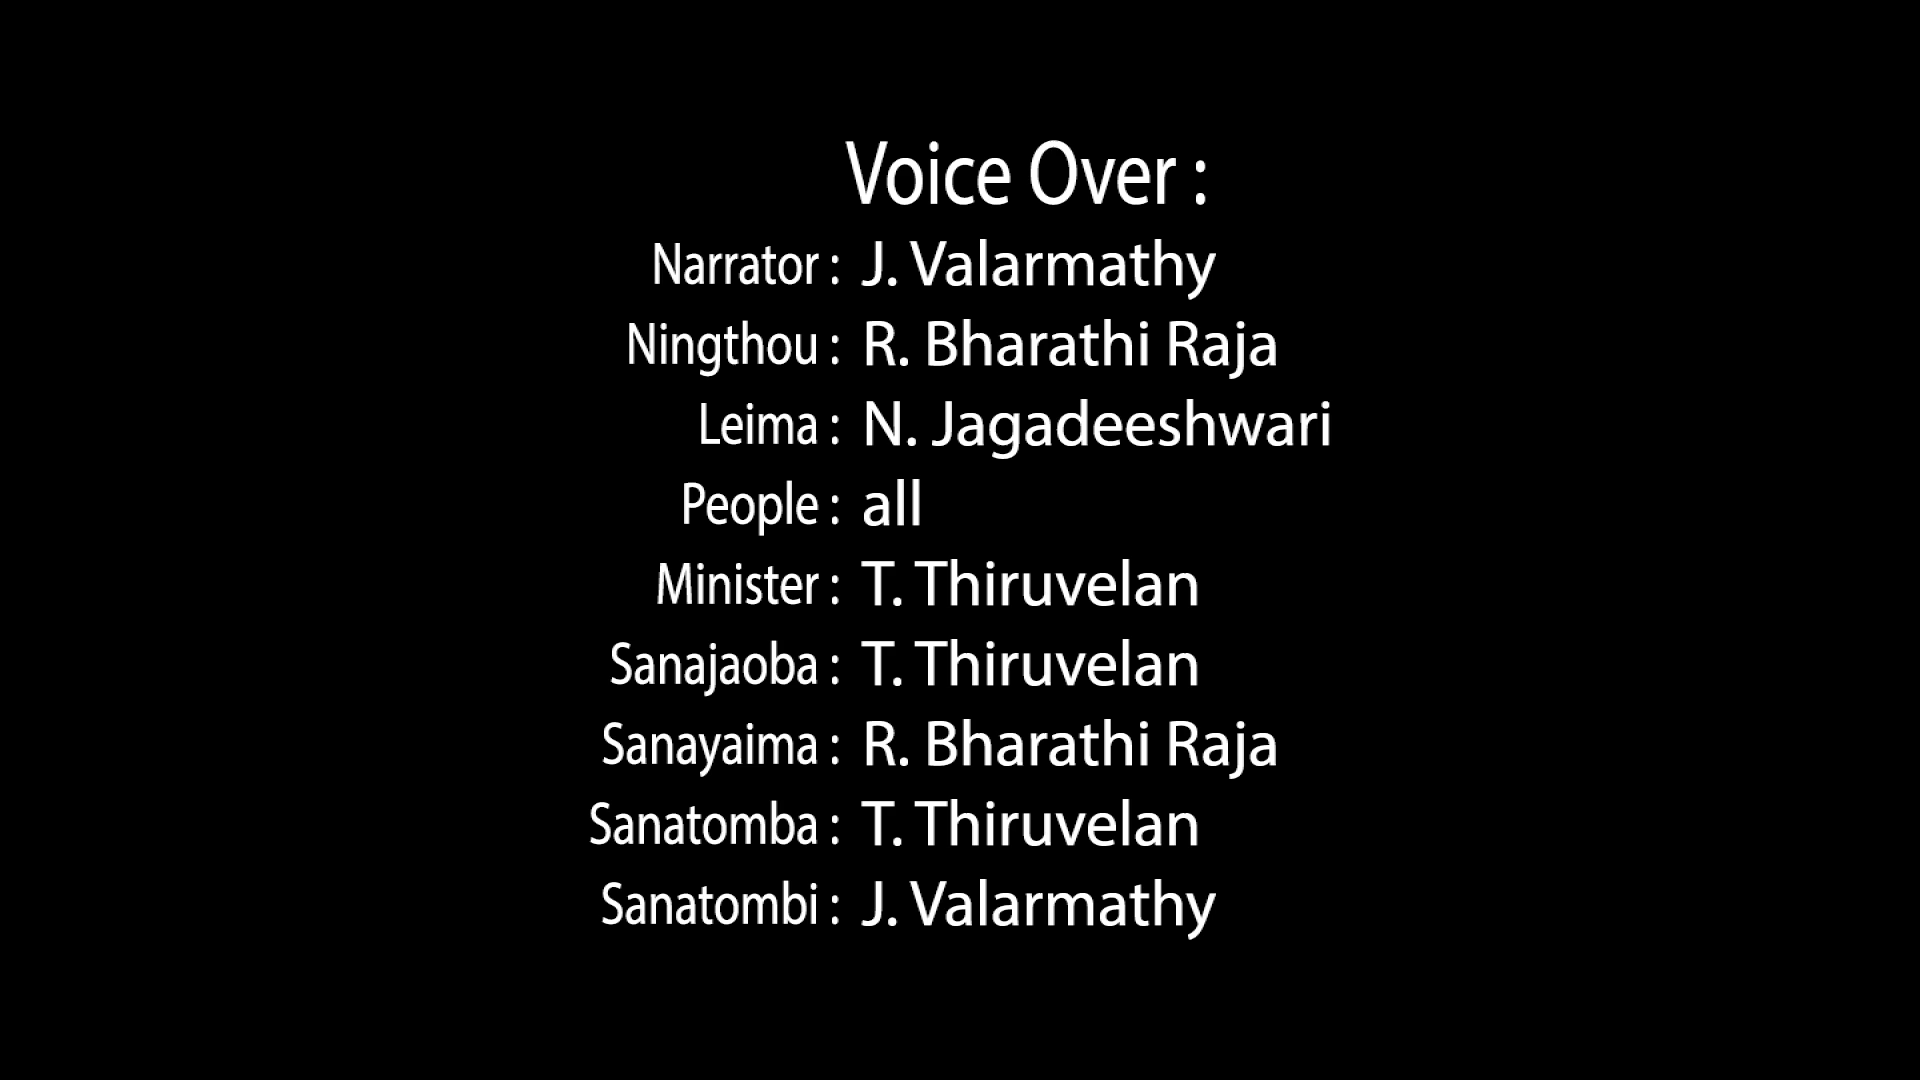 Voice Over :
Narrator : J. Valarmathy
Ningthou : R. Bharathi Raja
Leima : N. Jagadeeshwari
People : all
Minister : T. Thiruvelan
Sanajaoba : T. Thiruvelan
Sanayaima : R. Bharathi Raja
Sanatomba : T. Thiruvelan
Sanatombi : J. Valarmathy